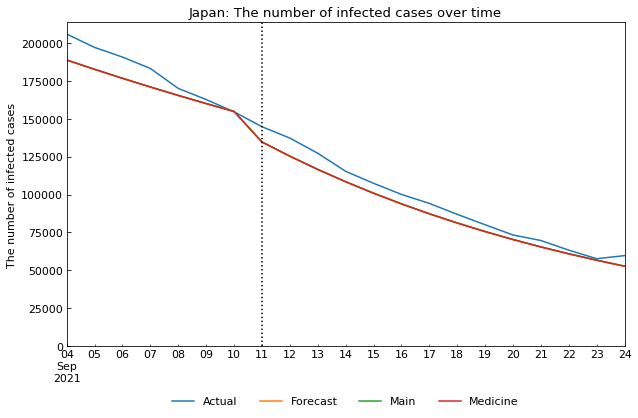 Japan: The number of infected cases over time
The number of infected cases
200000
175000
150000
125000
100000
75000
50000
25000
0
04 05 06 07 08 09 10 11 12 13 14 15 16 17 18 19 20 21 22 23 24
Sep
2021
Actual Forecast Main Medicine